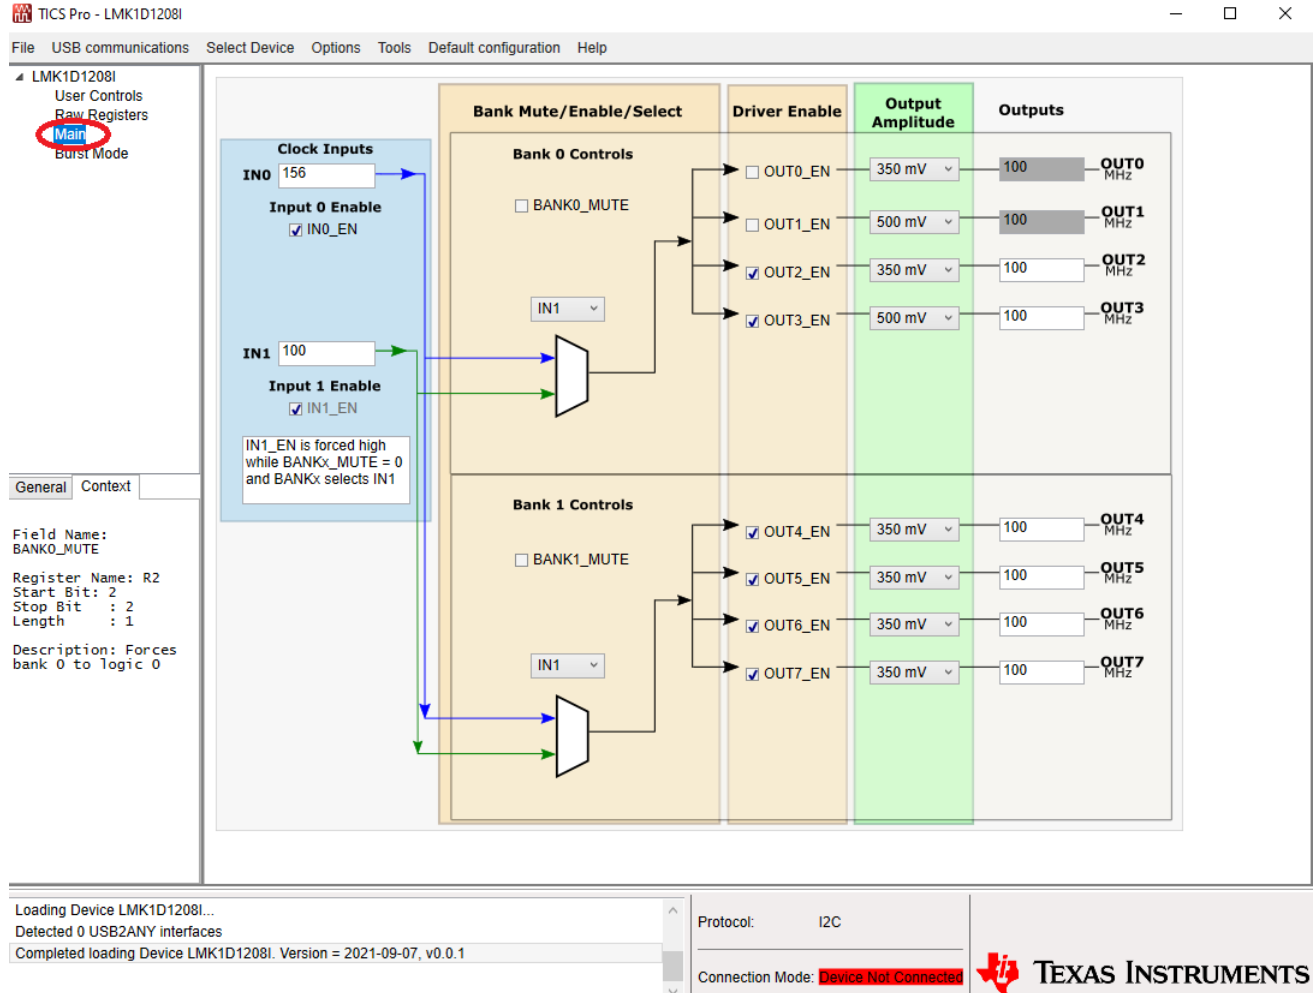 TICS Pro - LMK1D1208I
File USB communications Select Device Options Tools Default configuration Help
LMK1D1208I
User Controls
Raw Registers
Main
Burst Mode
General Context
Field Name:
BANK0_MUTE
Register Name: R2
Start Bit: 2
Stop Bit : 2
Length : 1
Description: Forces
bank 0 to logic 0
Clock Inputs
IN0 156
Input 0 Enable
IN0_EN
IN1 100
Input 1 Enable
IN1_EN
IN1_EN is forced high
while BANKx_MUTE = 0
and BANKx selects IN1
Bank Mute/Enable/Select
Driver Enable
Output
Amplitude
Outputs
Bank 0 Controls
BANK0_MUTE
IN1
OUT0_EN 350 mV 100 OUT0
MHz
OUT1_EN 500 mV 100 OUT1
MHz
OUT2_EN 350 mV 100 OUT2
MHz
OUT3_EN 500 mV 100 OUT3
MHz
Bank 1 Controls
BANK1_MUTE
IN1
OUT4_EN 350 mV 100 OUT4
MHz
OUT5_EN 350 mV 100 OUT5
MHz
OUT6_EN 350 mV 100 OUT6
MHz
OUT7_EN 350 mV 100 OUT7
MHz
Loading Device LMK1D1208I...
Detected 0 USB2ANY interfaces
Completed loading Device LMK1D1208I. Version = 2021-09-07, v0.0.1
Protocol: I2C
Connection Mode: Device Not Connected
TEXAS INSTRUMENTS